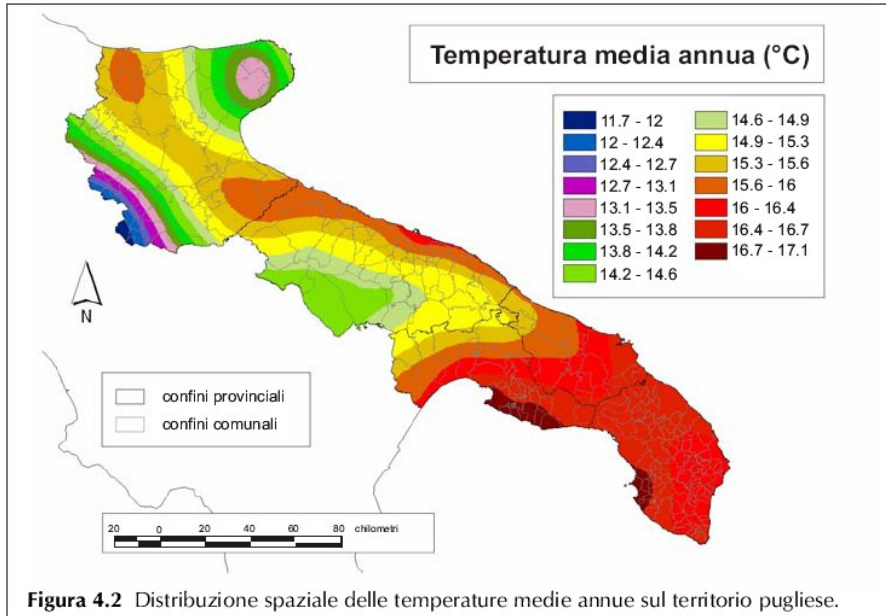 Temperatura media annua (°C)
11.7 - 12
12 - 12.4
12.4 - 12.7
12.7 - 13.1
13.1 - 13.5
13.5 - 13.8
13.8 - 14.2
14.2 - 14.6
14.6 - 14.9
14.9 - 15.3
15.3 - 15.6
15.6 - 16
16 - 16.4
16.4 - 16.7
16.7 - 17.1
N
confini provinciali
confini comunali
20 0 20 40 60 80 chilometri
Figura 4.2 Distribuzione spaziale delle temperature medie annue sul territorio pugliese.